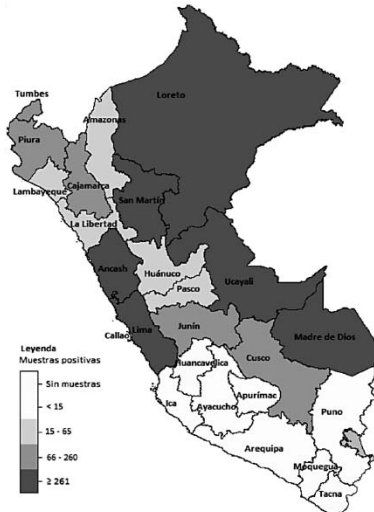 Loreto
Tumbes
Amazonas
Piura
Cajamarca
Lambayeque
San Martín
La Libertad
Ancash
Huánuco
Ucayali
Pasco
Lima
Junín
Madre de Dios
Callao
Cusco
Huancavelica
Ica
Ayacucho
Apurímac
Puno
Arequipa
Moquegua
Tacna
Leyenda
Muestras positivas
Sin muestras
< 15
15 - 65
66 - 260
≥ 261